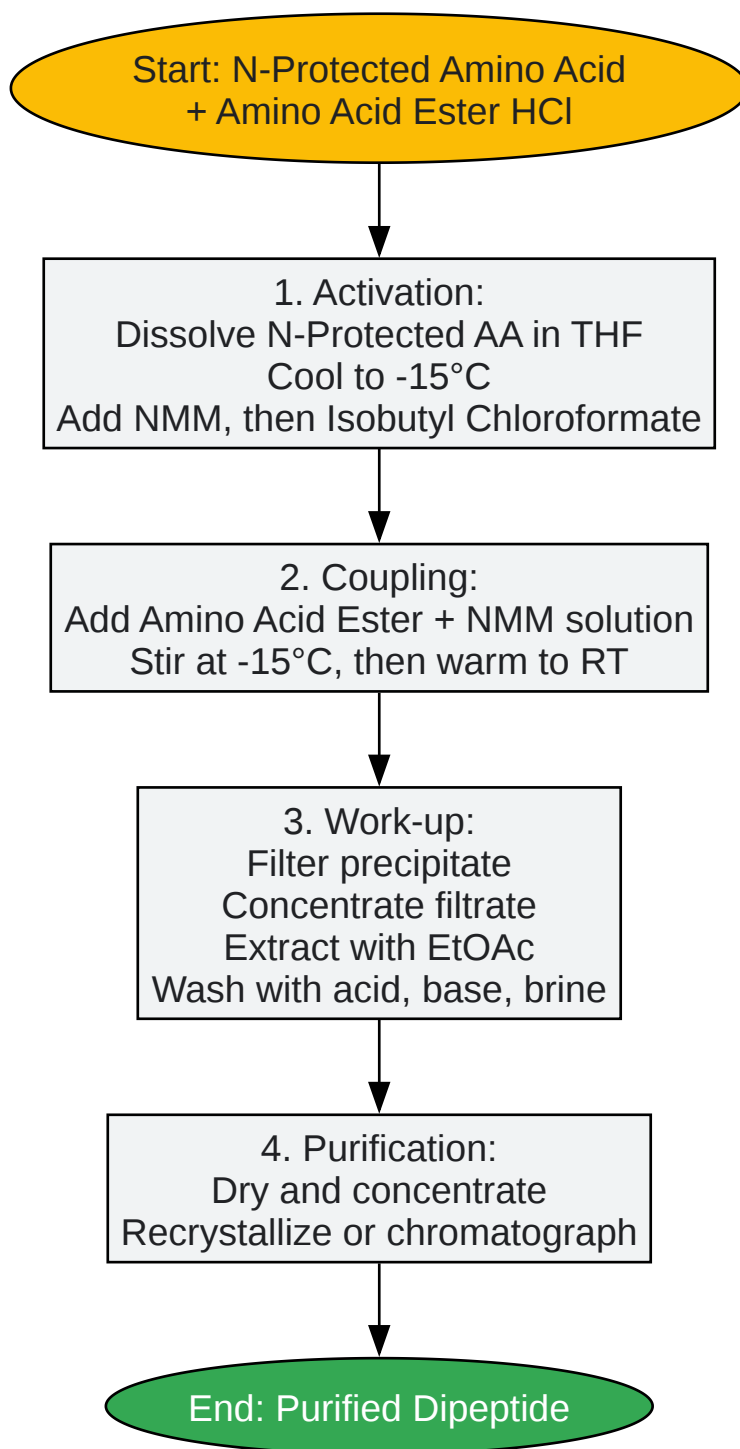 Start: N-Protected Amino Acid
+ Amino Acid Ester HCl
1. Activation:
Dissolve N-Protected AA in THF
Cool to -15°C
Add NMM, then Isobutyl Chloroformate
2. Coupling:
Add Amino Acid Ester + NMM solution
Stir at -15°C, then warm to RT
3. Work-up:
Filter precipitate
Concentrate filtrate
Extract with EtOAc
Wash with acid, base, brine
4. Purification:
Dry and concentrate
Recrystallize or chromatograph
End: Purified Dipeptide